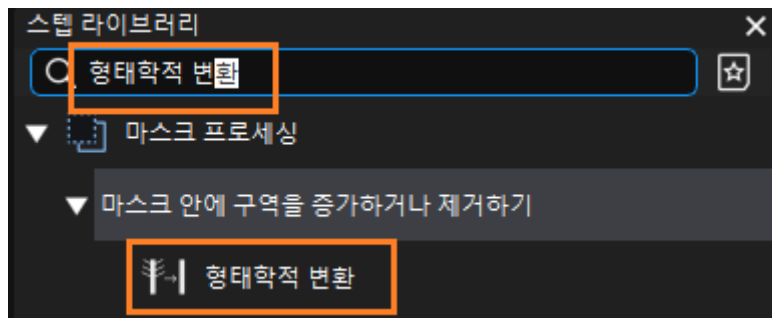 스텝 라이브러리
형태학적 변환
마스크 프로세싱
마스크 안에 구역을 증가하거나 제거하기
형태학적 변환